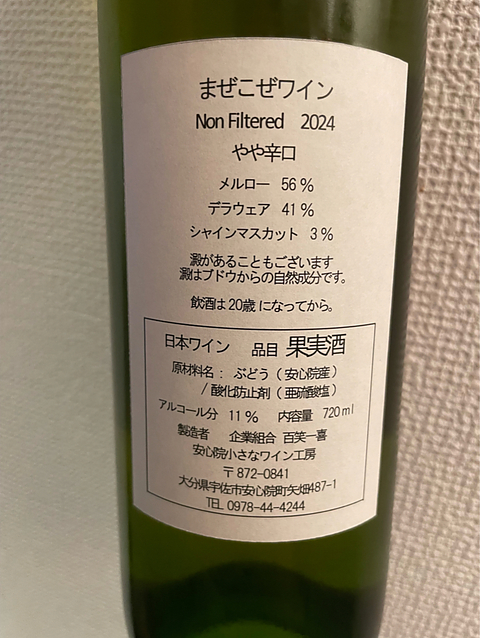 まぜこぜワイン
Non Filtered 2024
やや辛口
メルロー 56%
デラウェア 41%
シャインマスカット 3%
澱があることもございます
澱はブドウからの自然成分です。
飲酒は20歳になってから。
日本ワイン 品目 果実酒
原材料名：ぶどう（安心院産）
/ 酸化防止剤（亜硫酸塩）
アルコール分 11% 内容量 720ml
製造者 企業組合 百笑一喜
安心院小さなワイン工房
〒872-0841
大分県宇佐市安心院町矢畑487-1
TEL 0978-44-4244